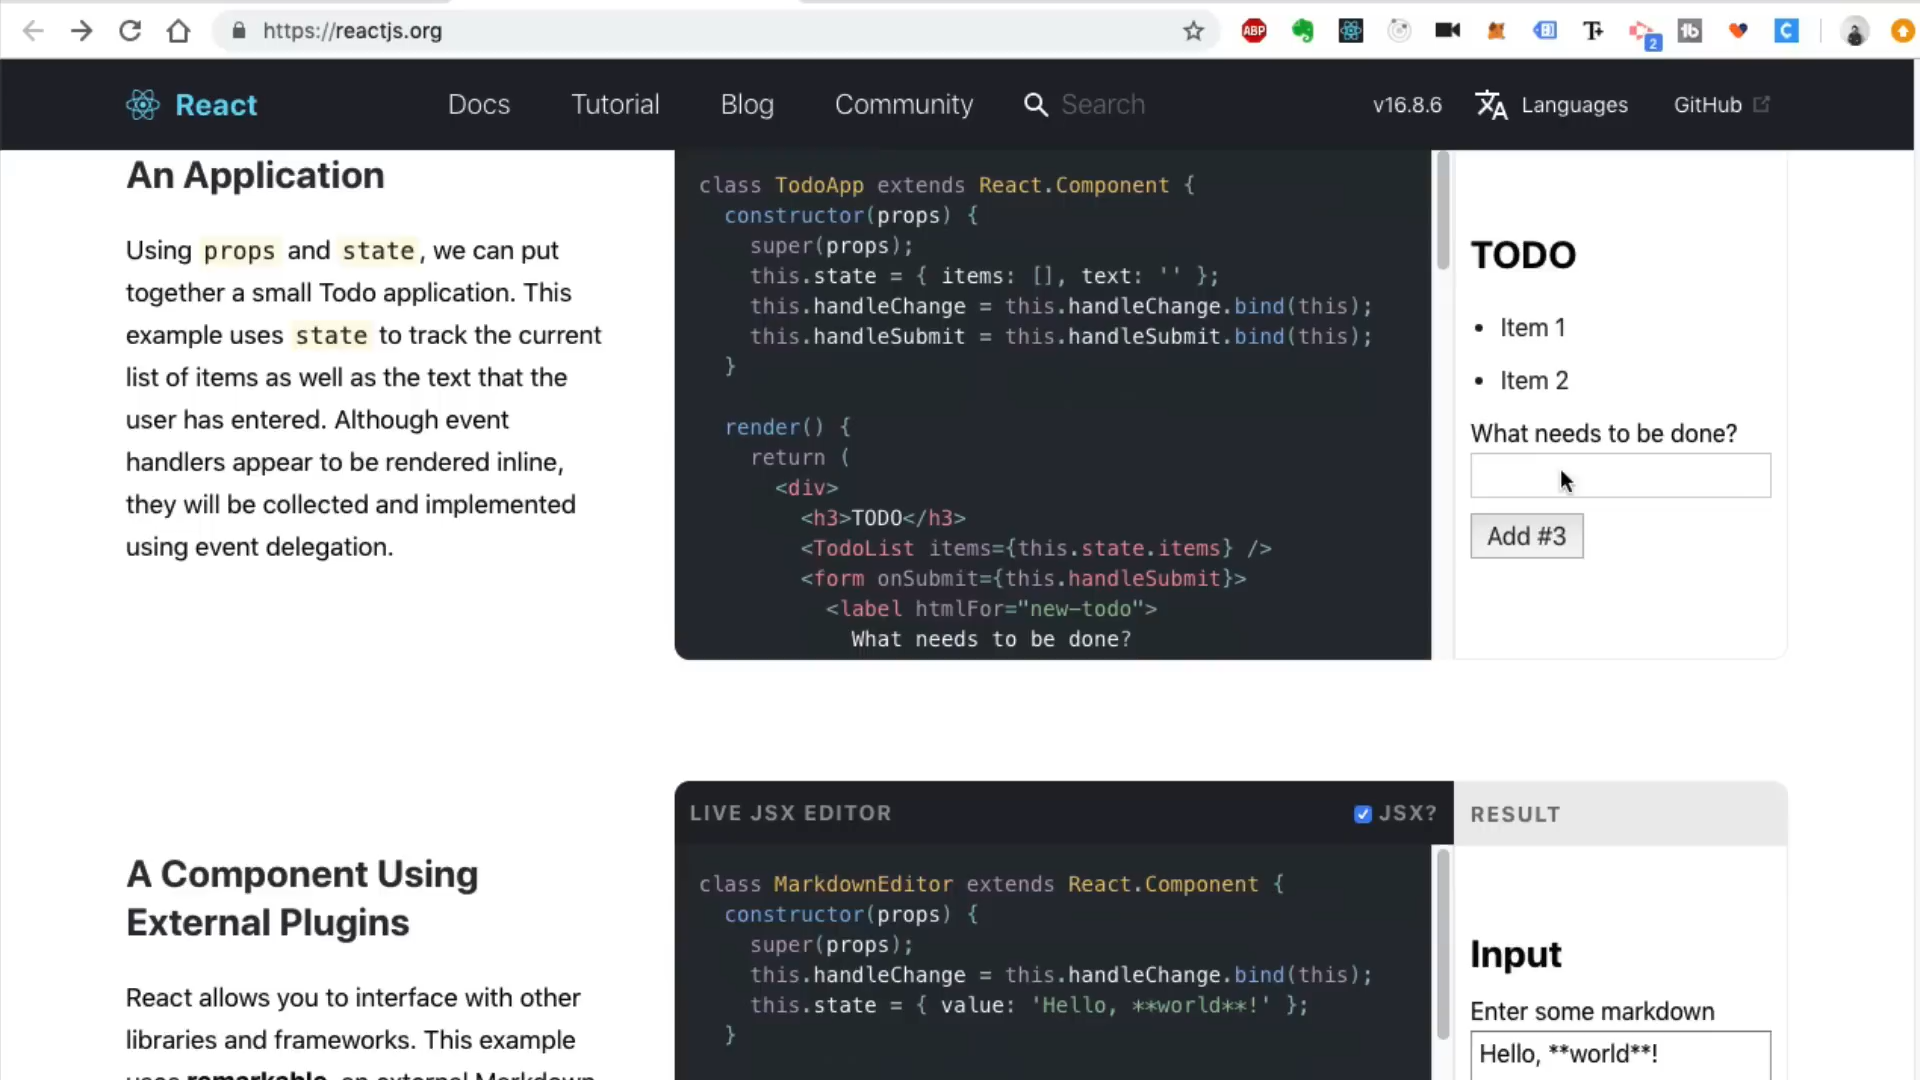 https://reactjs.org
ABP
2
React
Docs
Tutorial
Blog
Community
Search
v16.8.6
Languages
GitHub
An Application
Using props and state, we can put
together a small Todo application. This
example uses state to track the current
list of items as well as the text that the
user has entered. Although event
handlers appear to be rendered inline,
they will be collected and implemented
using event delegation.
class TodoApp extends React.Component {
constructor(props) {
super(props);
this.state = { items: [], text: '' };
this.handleChange = this.handleChange.bind(this);
this.handleSubmit = this.handleSubmit.bind(this);
}
render() {
return (
<div>
<h3>TODO</h3>
<TodoList items={this.state.items} />
<form onSubmit={this.handleSubmit}>
<label htmlFor="new-todo">
What needs to be done?
TODO
• Item 1
• Item 2
What needs to be done?
Add #3
A Component Using
External Plugins
React allows you to interface with other
libraries and frameworks. This example
uses remarkable, an external Markdown
LIVE JSX EDITOR
JSX?
class MarkdownEditor extends React.Component {
constructor(props) {
super(props);
this.handleChange = this.handleChange.bind(this);
this.state = { value: 'Hello, **world**!' };
}
RESULT
Input
Enter some markdown
Hello, **world**!